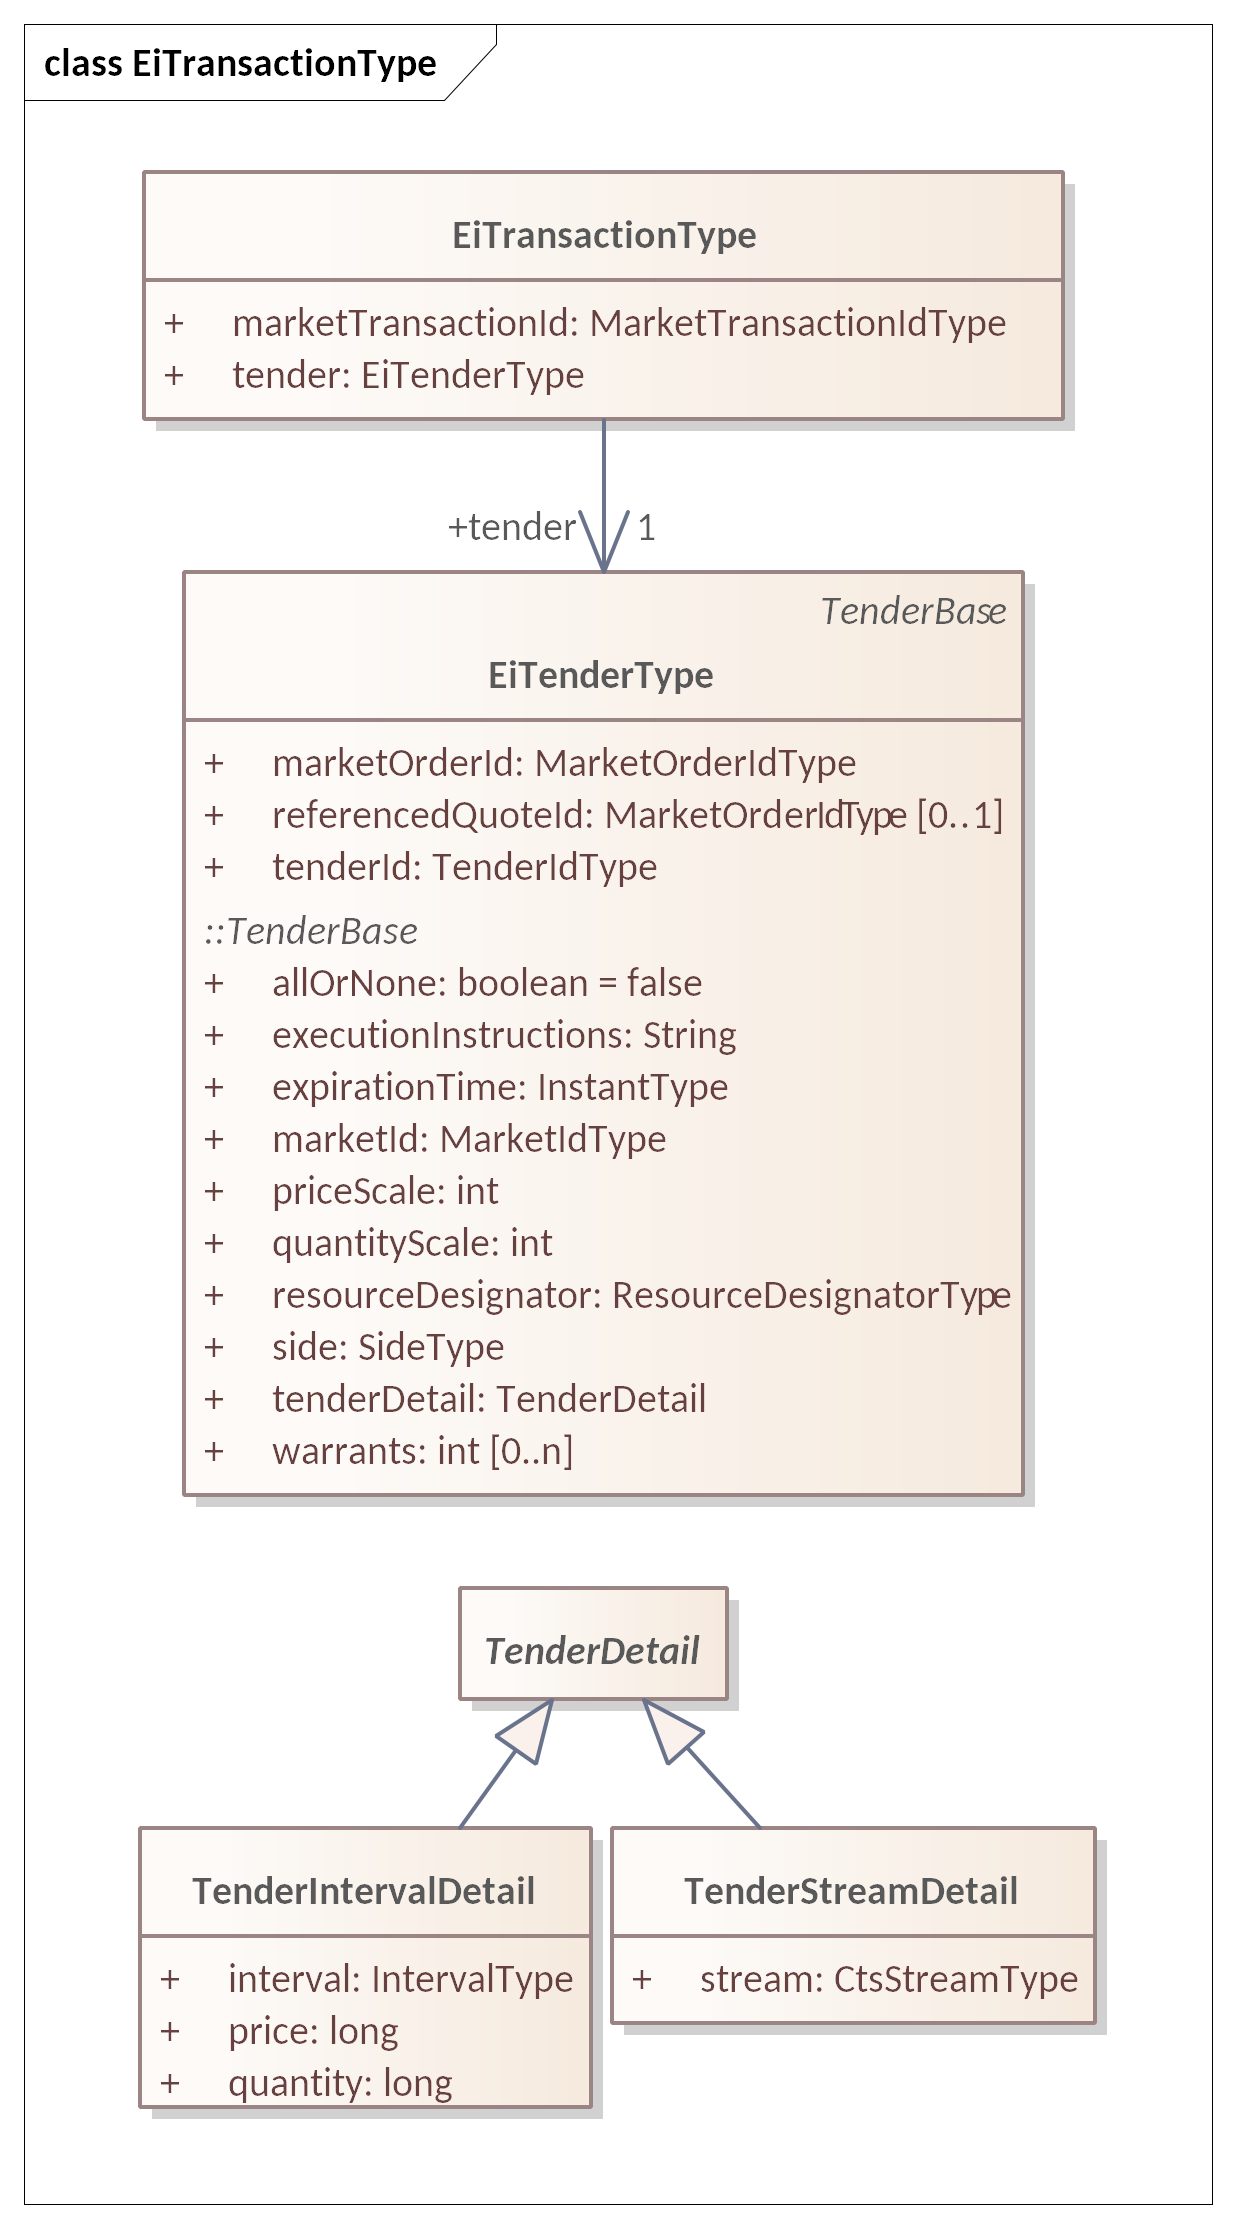 class EiTransactionType
EiTransactionType
+ marketTransactionId: MarketTransactionIdType
+ tender: EiTenderType
+tender 1
TenderBase
EiTenderType
+ marketOrderId: MarketOrderIdType
+ referencedQuoteId: MarketOrderIdType [0..1]
+ tenderId: TenderIdType
::TenderBase
+ allOrNone: boolean = false
+ executionInstructions: String
+ expirationTime: InstantType
+ marketId: MarketIdType
+ priceScale: int
+ quantityScale: int
+ resourceDesignator: ResourceDesignatorType
+ side: SideType
+ tenderDetail: TenderDetail
+ warrants: int [0..n]
TenderDetail
TenderIntervalDetail
+ interval: IntervalType
+ price: long
+ quantity: long
TenderStreamDetail
+ stream: CtsStreamType